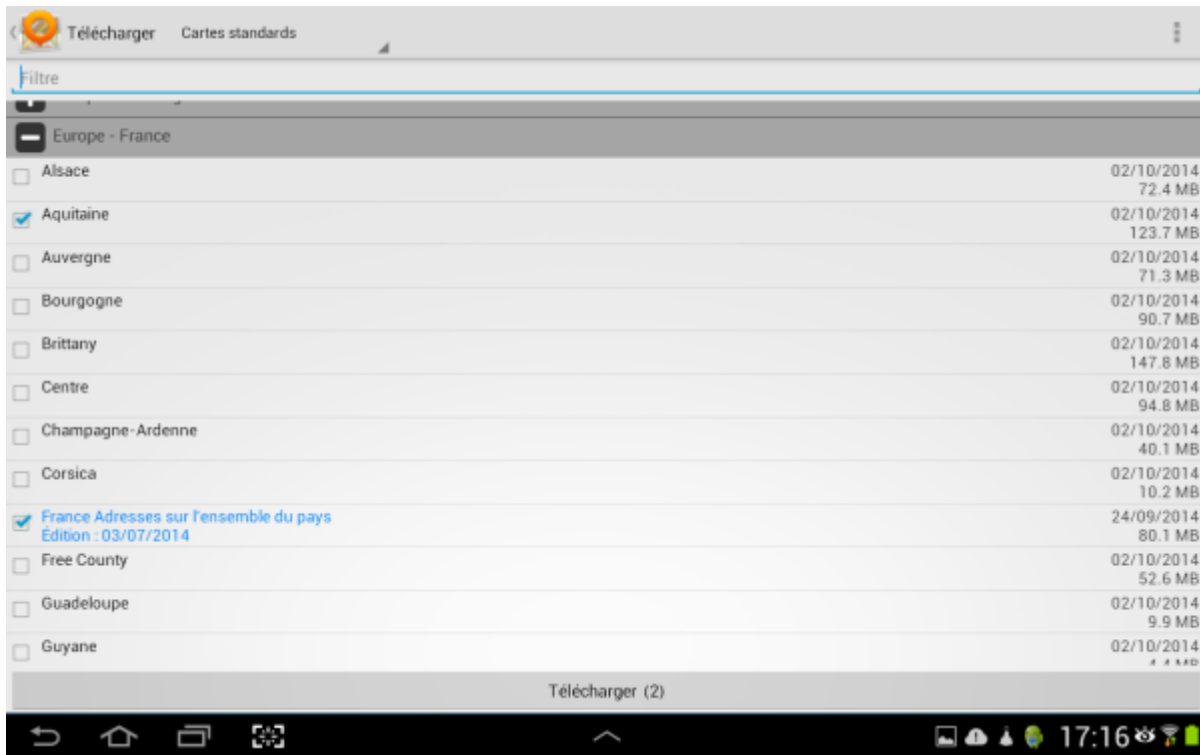 Télécharger Cartes standards
Filtre
Europe - France
Alsace 02/10/2014
72.4 MB
Aquitaine 02/10/2014
123.7 MB
Auvergne 02/10/2014
71.3 MB
Bourgogne 02/10/2014
90.7 MB
Brittany 02/10/2014
147.8 MB
Centre 02/10/2014
94.8 MB
Champagne-Ardenne 02/10/2014
40.1 MB
Corsica 02/10/2014
10.2 MB
France Adresses sur l'ensemble du pays 24/09/2014
Édition : 03/07/2014 80.1 MB
Free County 02/10/2014
52.6 MB
Guadeloupe 02/10/2014
9.9 MB
Guyane 02/10/2014
Télécharger (2)
17:16